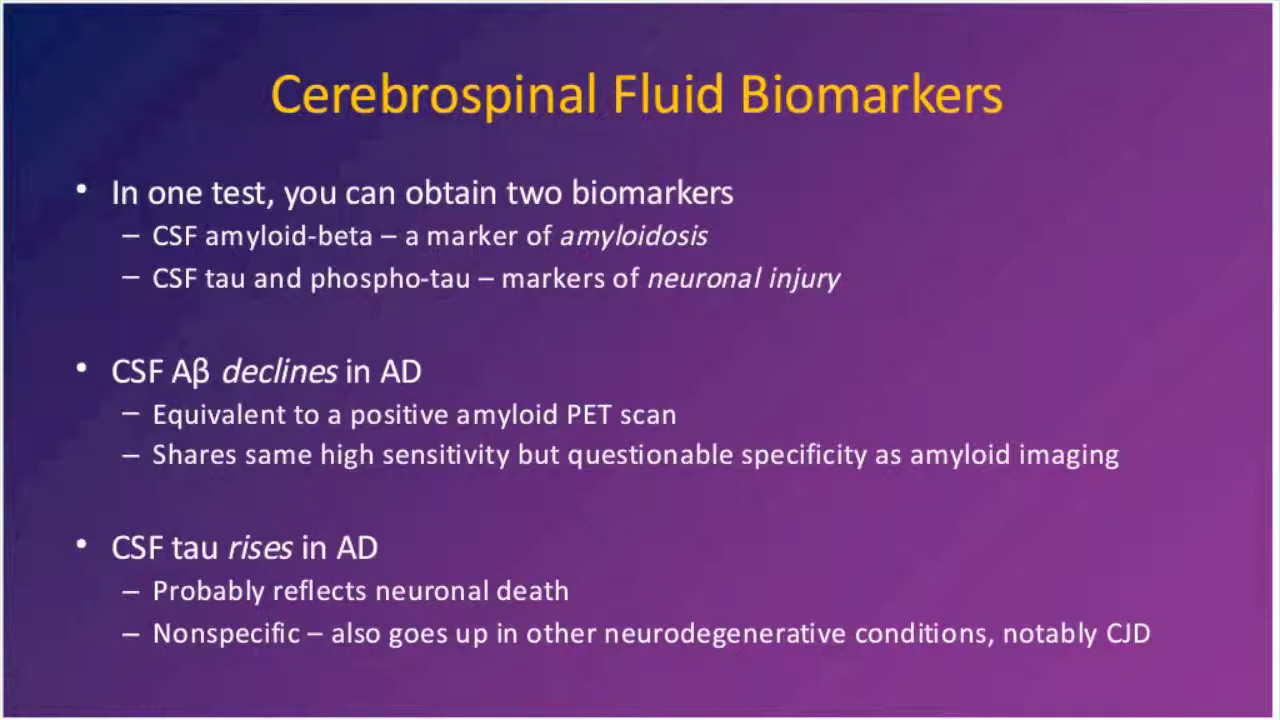 Cerebrospinal Fluid Biomarkers
• In one test, you can obtain two biomarkers
– CSF amyloid-beta – a marker of amyloidosis
– CSF tau and phospho-tau – markers of neuronal injury
• CSF Aβ declines in AD
– Equivalent to a positive amyloid PET scan
– Shares same high sensitivity but questionable specificity as amyloid imaging
• CSF tau rises in AD
– Probably reflects neuronal death
– Nonspecific – also goes up in other neurodegenerative conditions, notably CJD